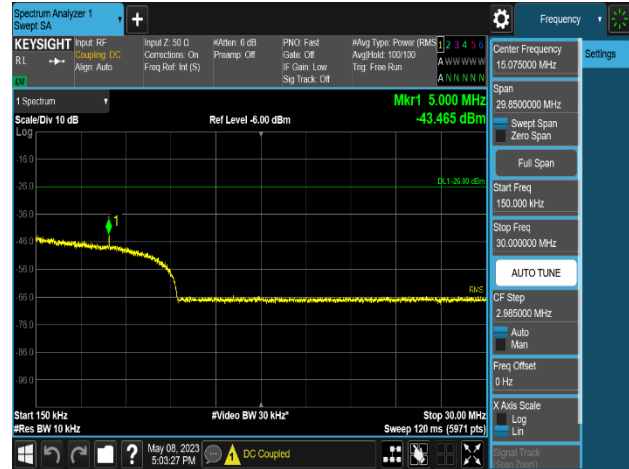 Spectrum Analyzer 1
Swept SA
+
Frequency
KEYSIGHT
RL
LW
Input: RF
Coupling: DC
Align: Auto
Input Z: 50 Ω
Corrections: On
Freq Ref: Int (S)
#Atten: 6 dB
Preamp: Off
PNO: Fast
Gate: Off
IF Gain: Low
Sig Track: Off
#Avg Type: Power (RMS
Avg|Hold: 100/100
Trig: Free Run
1 2 3 4 5 6
A W W W W W
A N N N N N
1 Spectrum
Scale/Div 10 dB
Log
Ref Level -6.00 dBm
Mkr1 5.000 MHz
-43.465 dBm
-16.0
-26.0
-36.0
-46.0
-56.0
-66.0
-76.0
-86.0
-96.0
1
RMS
Start 150 kHz
#Res BW 10 kHz
#Video BW 30 kHz*
Stop 30.00 MHz
Sweep 120 ms (5971 pts)
Center Frequency
15.075000 MHz
Span
29.8500000 MHz
Swept Span
Zero Span
Full Span
Start Freq
150.000 kHz
Stop Freq
30.000000 MHz
AUTO TUNE
CF Step
2.985000 MHz
Auto
Man
Freq Offset
0 Hz
X Axis Scale
Log
Lin
Signal Track
(Span Zoom)
Settings
?
May 08, 2023
5:03:27 PM
DC Coupled